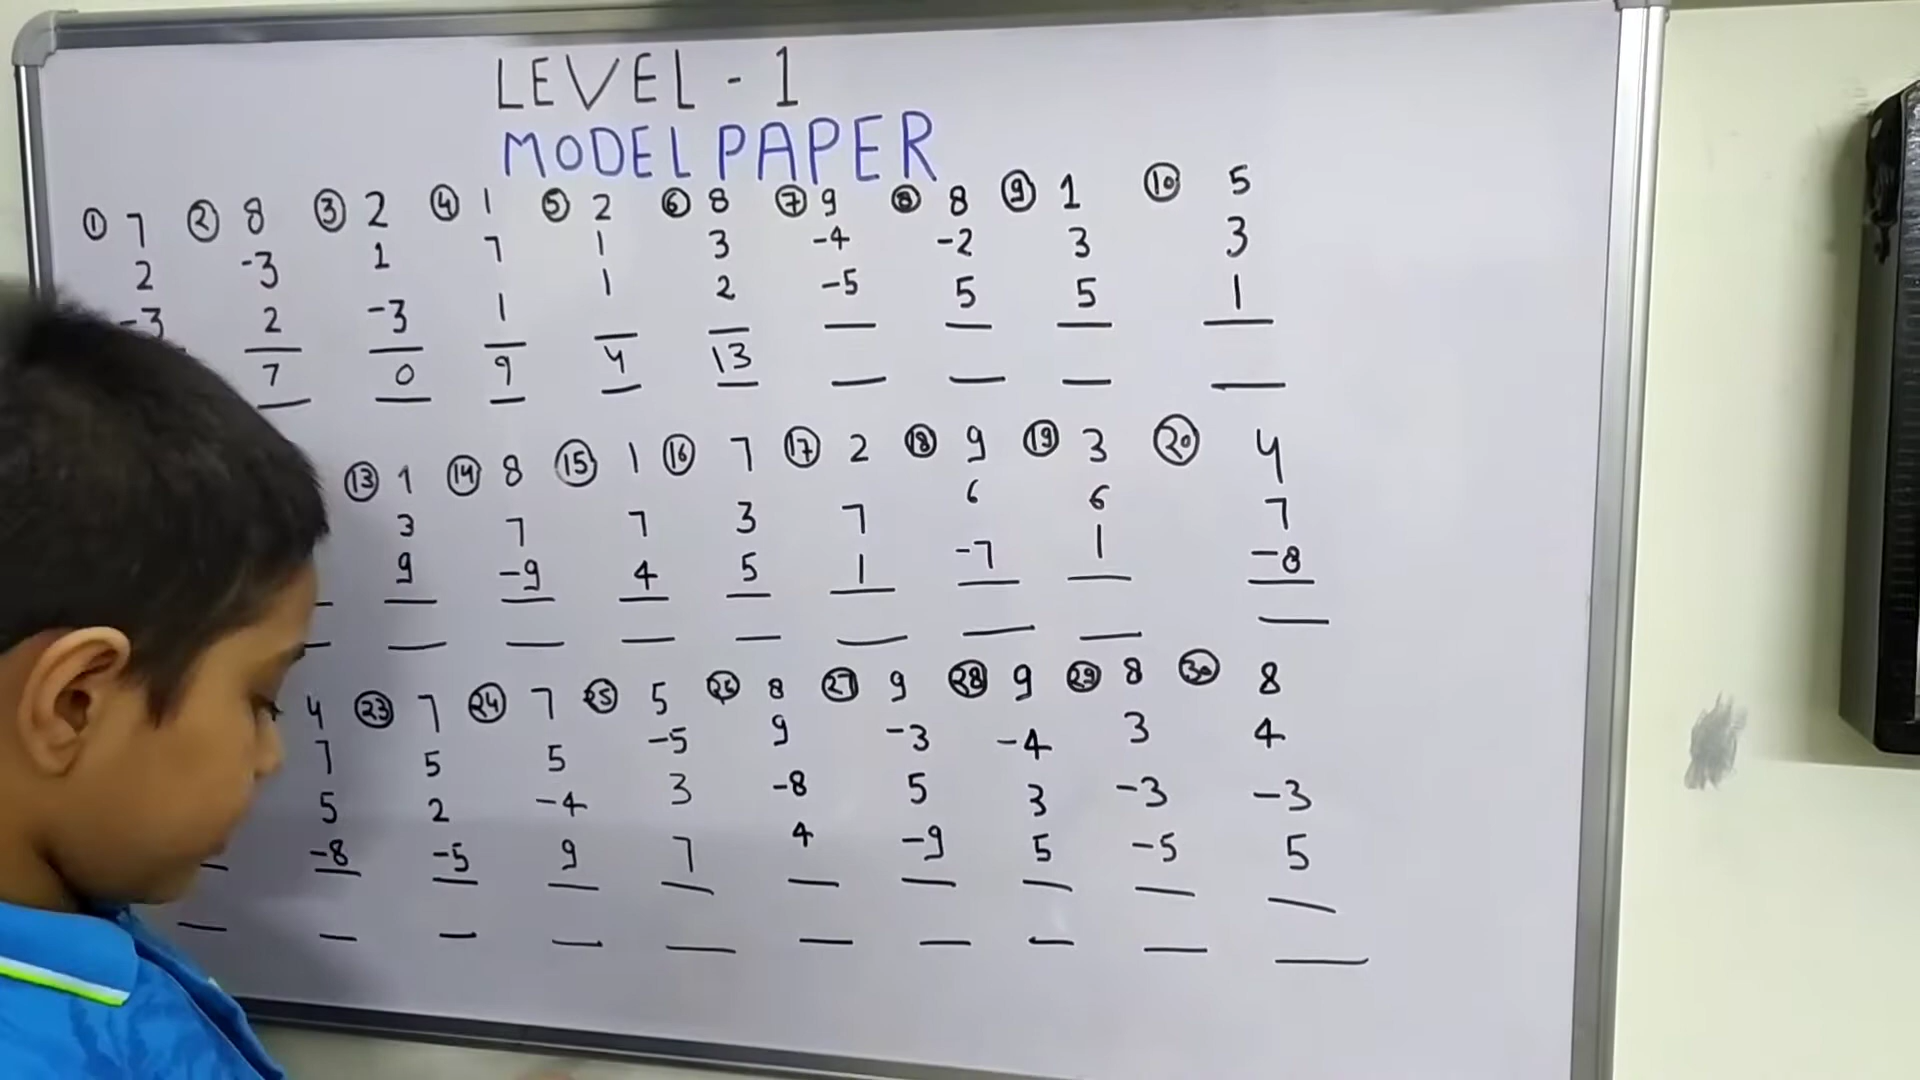 LEVEL - 1
MODEL PAPER
① 7 ② 8 ③ 2 ④ 1 ⑤ 2 ⑥ 8 ⑦ 9 ⑧ 8 ⑨ 1 ⑩ 5
2 -3 1 7 1 3 -4 -2 3 3
-3 2 -3 1 1 2 -5 5 5 1
7 0 9 4 13
⑬ 1 ⑭ 8 ⑮ 1 ⑯ 7 ⑰ 2 ⑱ 9 ⑲ 3 ⑳ 4
3 7 7 3 7 6 6 7
9 -9 4 5 1 -7 1 -8
4 ㉓ 7 ㉔ 7 ㉕ 5 ㉖ 8 ㉗ 9 ㉘ 9 ㉙ 8 ㉚ 8
7 5 5 -5 9 -3 -4 3 4
5 2 -4 3 -8 5 3 -3 -3
-8 -5 9 7 4 -9 5 -5 5